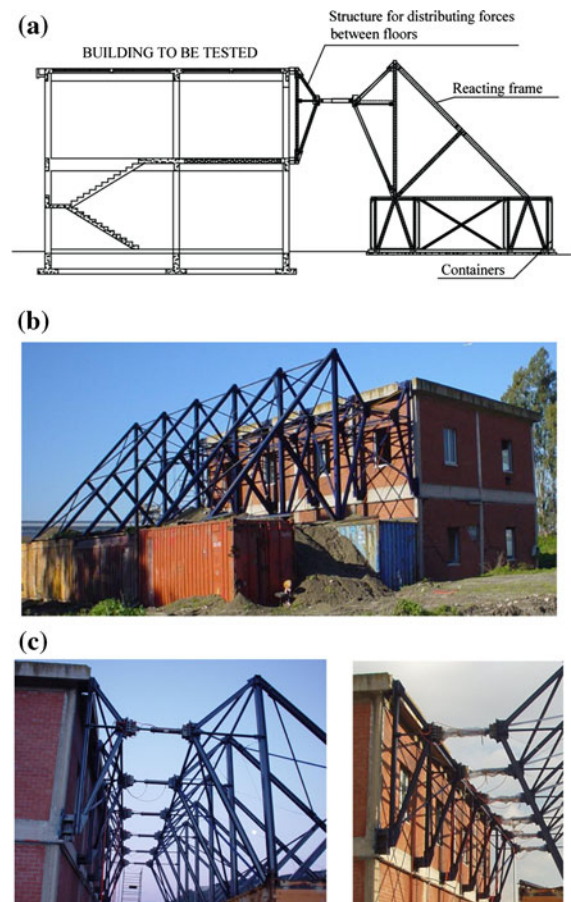 (a)
Structure for distributing forces
between floors
BUILDING TO BE TESTED
Reacting frame
Containers
(b)
(c)